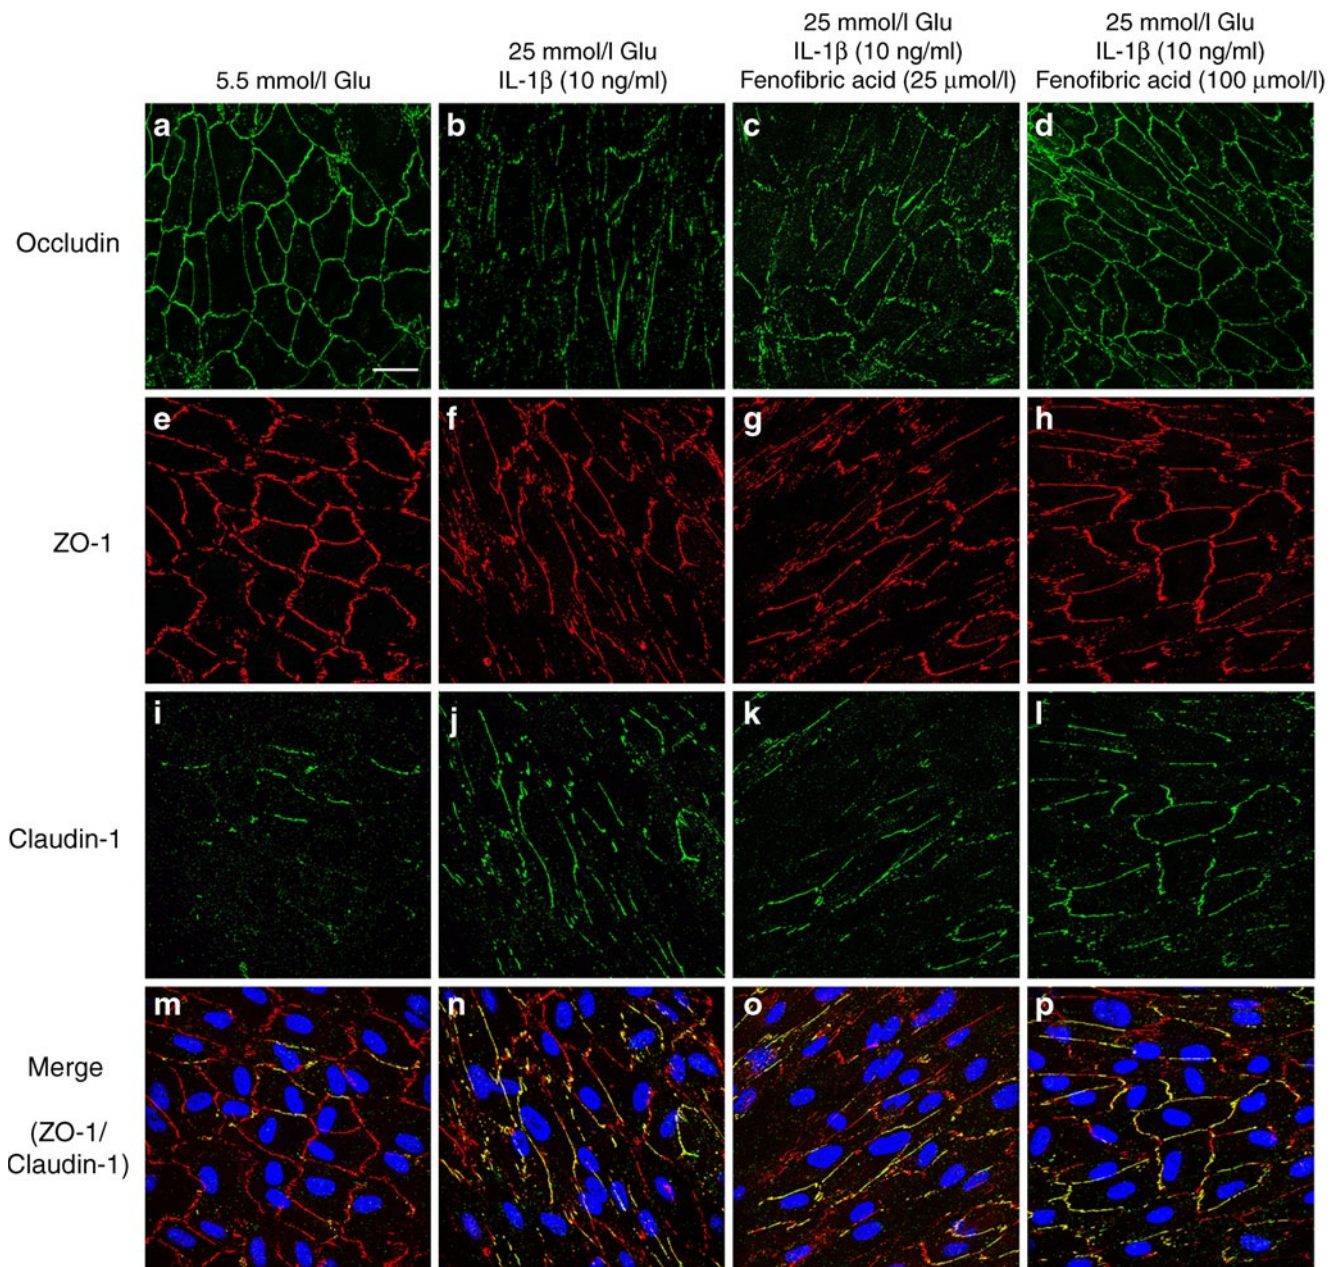 5.5 mmol/l Glu
25 mmol/l Glu
IL-1β (10 ng/ml)
25 mmol/l Glu
IL-1β (10 ng/ml)
Fenofibric acid (25 μmol/l)
25 mmol/l Glu
IL-1β (10 ng/ml)
Fenofibric acid (100 μmol/l)
Occludin
a
b
c
d
ZO-1
e
f
g
h
Claudin-1
i
j
k
l
Merge
(ZO-1/
Claudin-1)
m
n
o
p